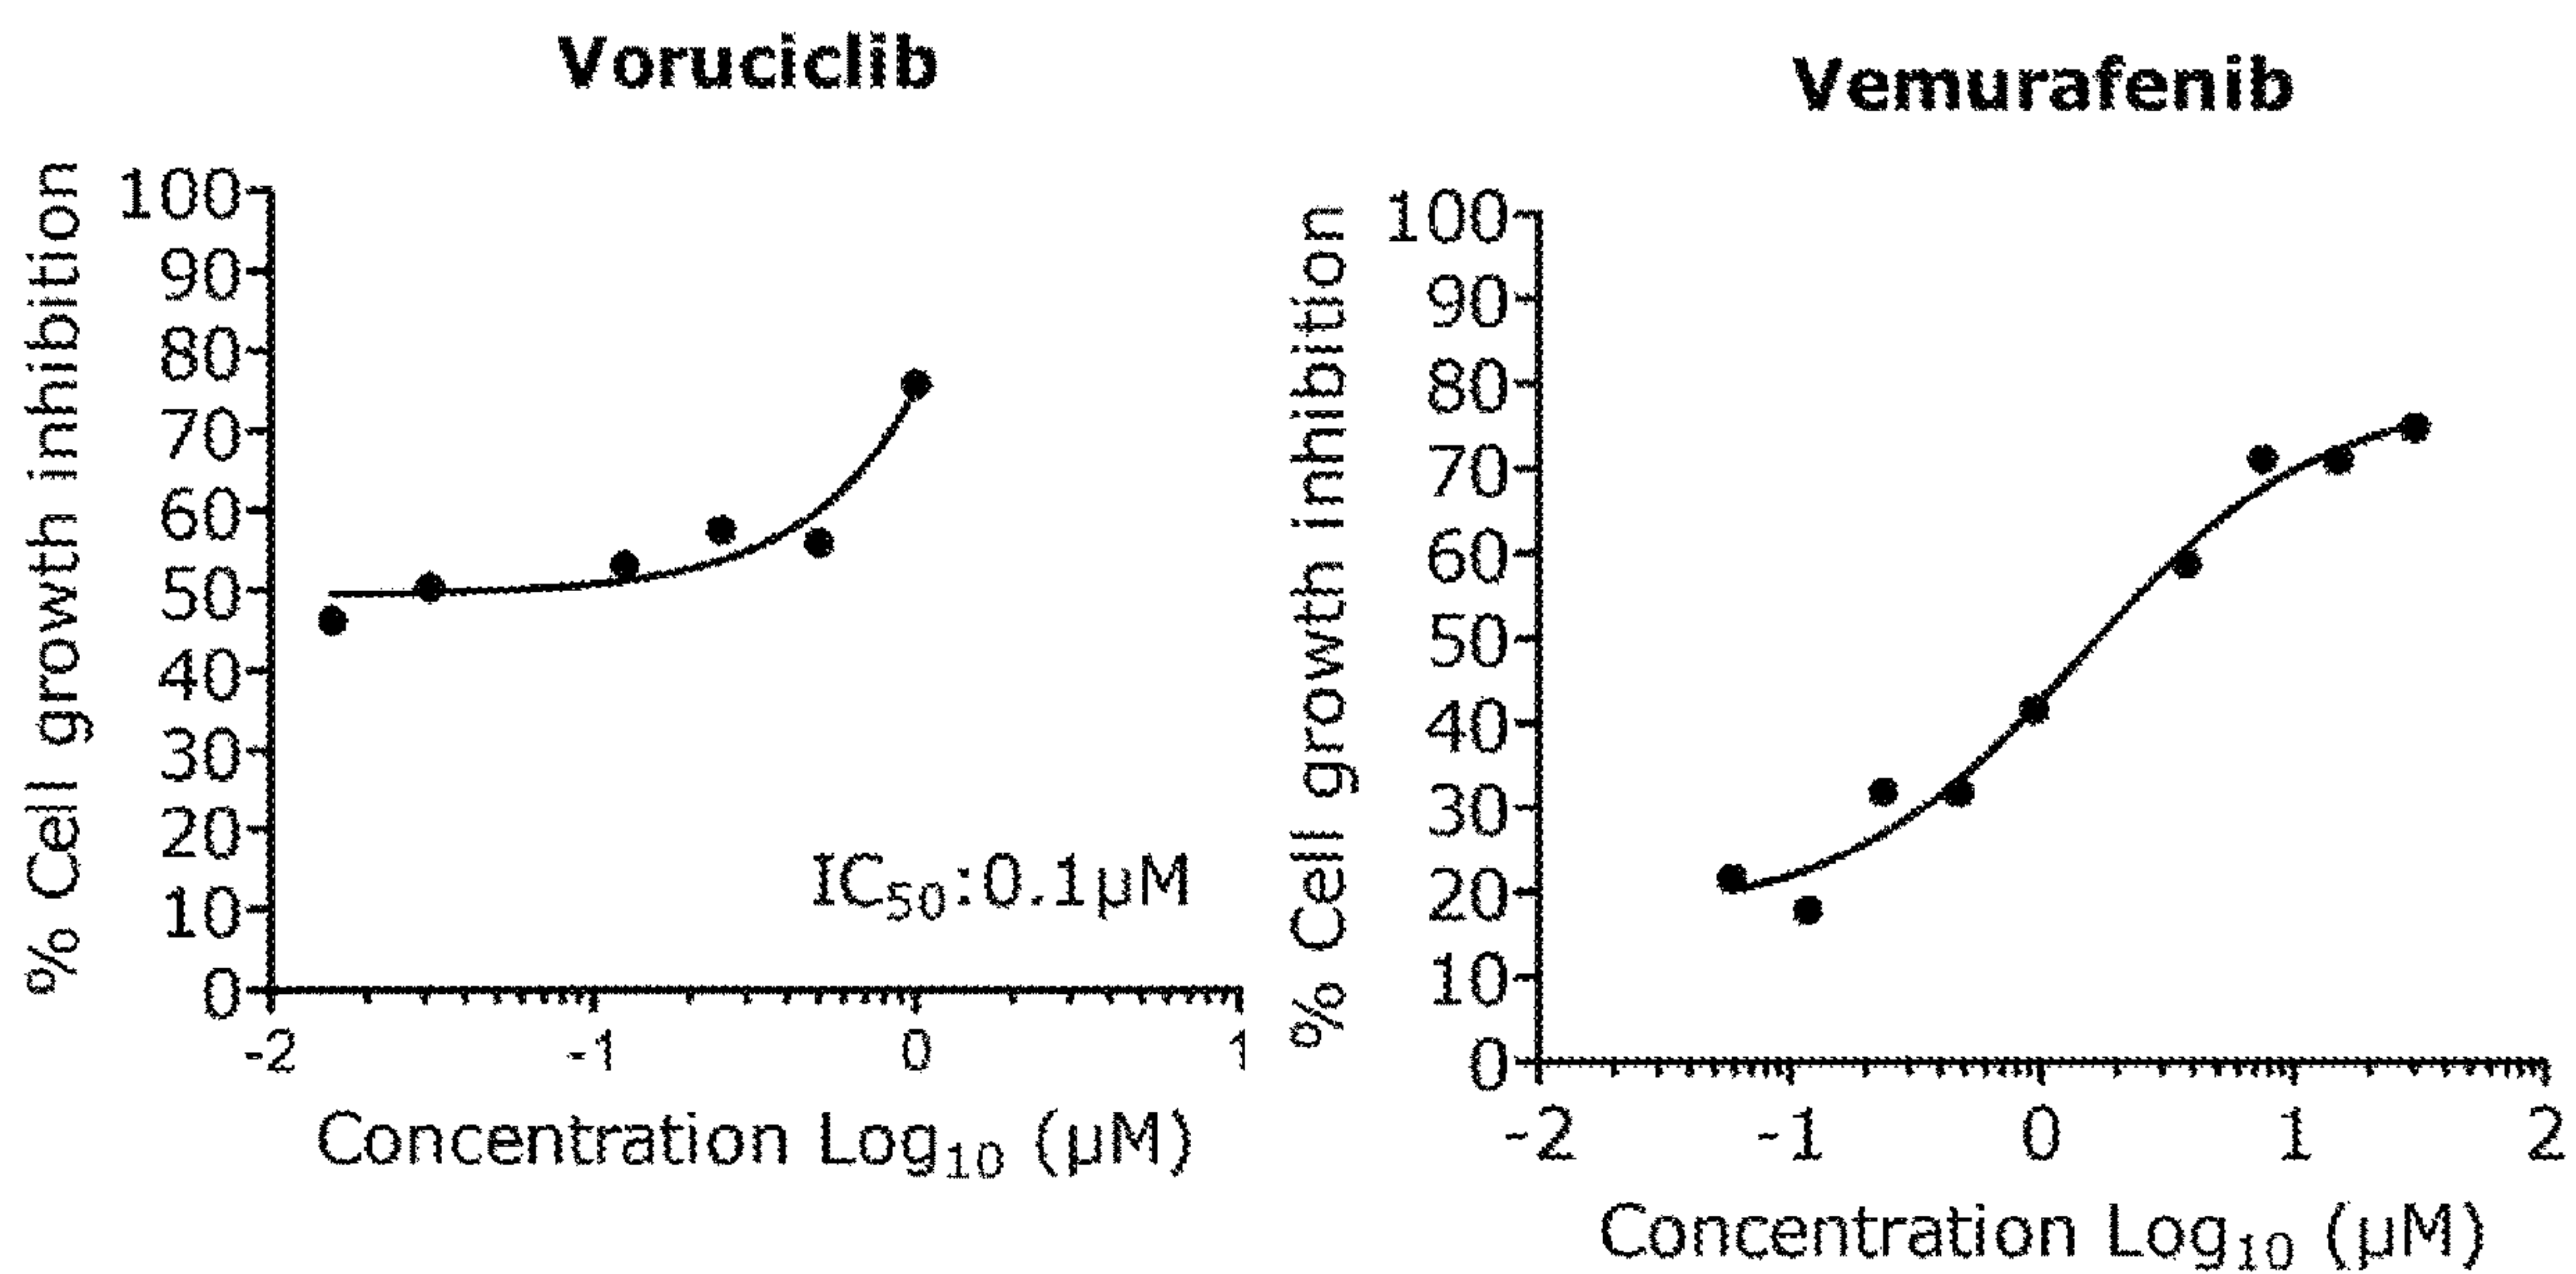 Voruciclib
% Cell growth inhibition
100
90
80
70
60
50
40
30
20
10
0
IC50:0.1µM
-2 -1 0 1
Concentration Log10 (µM)
Vemurafenib
% Cell growth inhibition
100
90
80
70
60
50
40
30
20
10
0
-2 -1 0 1 2
Concentration Log10 (µM)